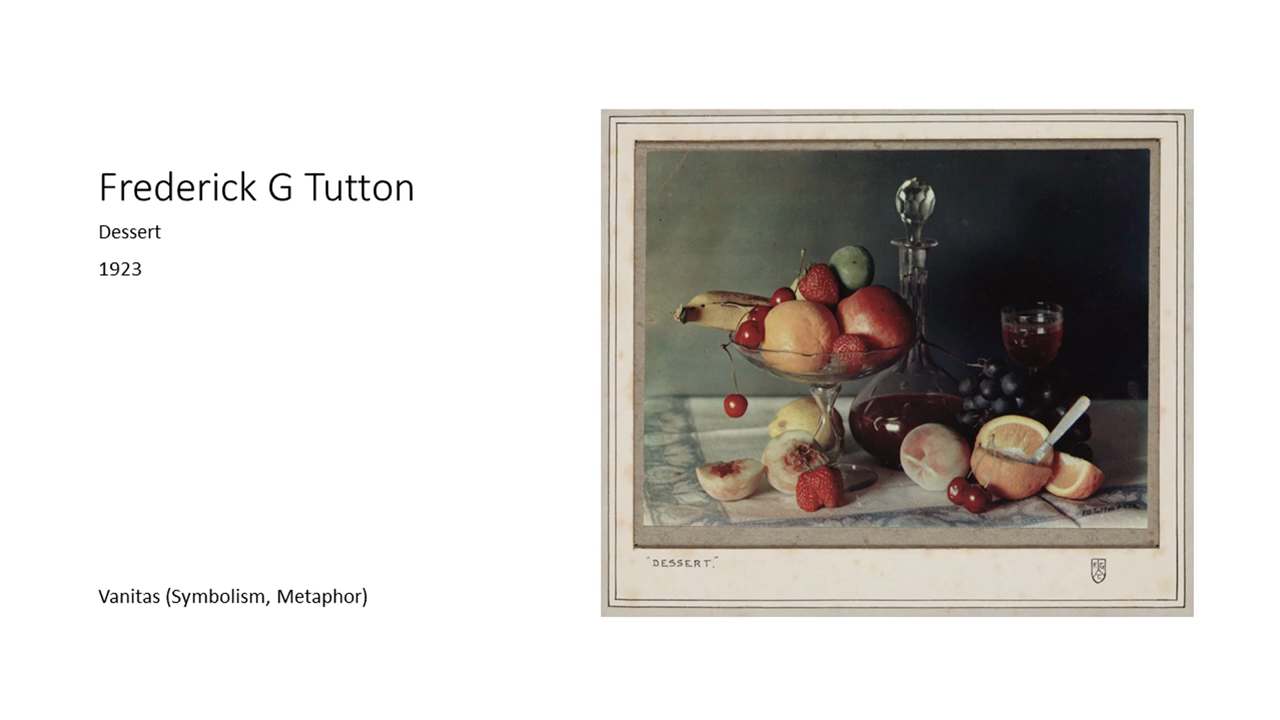 Frederick G Tutton
Dessert
1923
Vanitas (Symbolism, Metaphor)
"DESSERT."